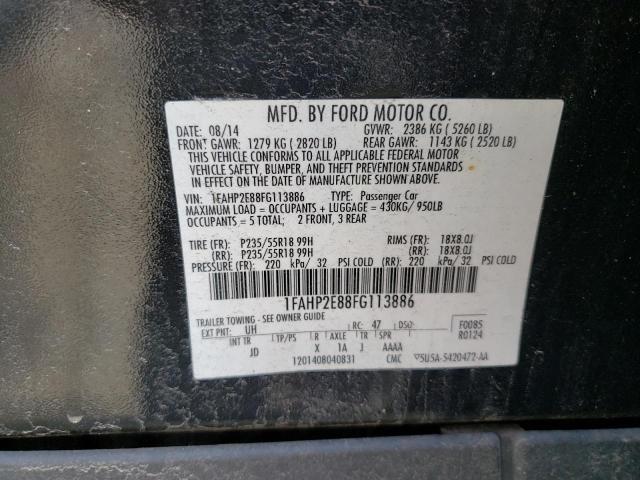 MFD. BY FORD MOTOR CO.
DATE: 08/14 GVWR: 2386 KG ( 5260 LB)
FRONT GAWR: 1279 KG ( 2820 LB) REAR GAWR: 1143 KG ( 2520 LB)
THIS VEHICLE CONFORMS TO ALL APPLICABLE FEDERAL MOTOR
VEHICLE SAFETY, BUMPER, AND THEFT PREVENTION STANDARDS
IN EFFECT ON THE DATE OF MANUFACTURE SHOWN ABOVE.
VIN: 1FAHP2E88FG113886 TYPE: Passenger Car
MAXIMUM LOAD = OCCUPANTS + LUGGAGE = 430KG/ 950LB
OCCUPANTS = 5 TOTAL; 2 FRONT, 3 REAR
TIRE (FR): P235/55R18 99H RIMS (FR): 18X8.0J
(RR): P235/55R18 99H (RR): 18X8.0J
PRESSURE (FR): 220 kPa/ 32 PSI COLD (RR): 220 kPa/ 32 PSI COLD
1FAHP2E88FG113886
TRAILER TOWING - SEE OWNER GUIDE
EXT PNT: UH RC: 47 DSO: F0085
INT TR TP/PS R AXLE TR SPR R0124
JD X 1A J AAAA
1201408040831 CMC 5USA-5420472-AA